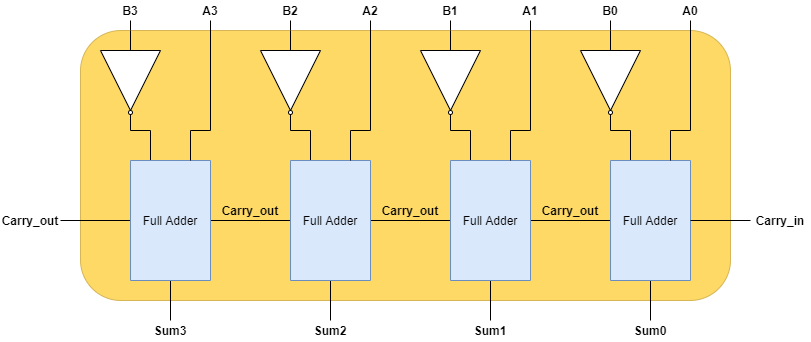 B3 A3 B2 A2 B1 A1 B0 A0
Carry_out Full Adder Carry_out Full Adder Carry_out Full Adder Carry_out Full Adder Carry_in
Sum3 Sum2 Sum1 Sum0